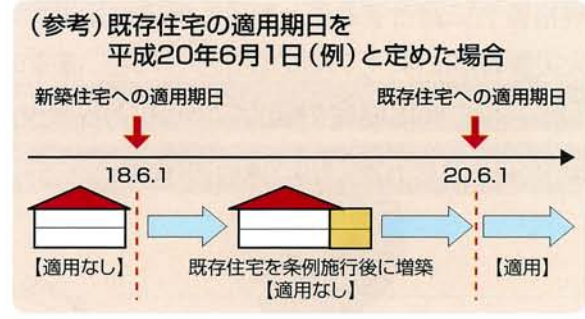 (参考)既存住宅の適用期日を
平成20年6月1日(例)と定めた場合
新築住宅への適用期日
既存住宅への適用期日
18.6.1
20.6.1
【適用なし】
既存住宅を条例施行後に増築
【適用なし】
【適用】